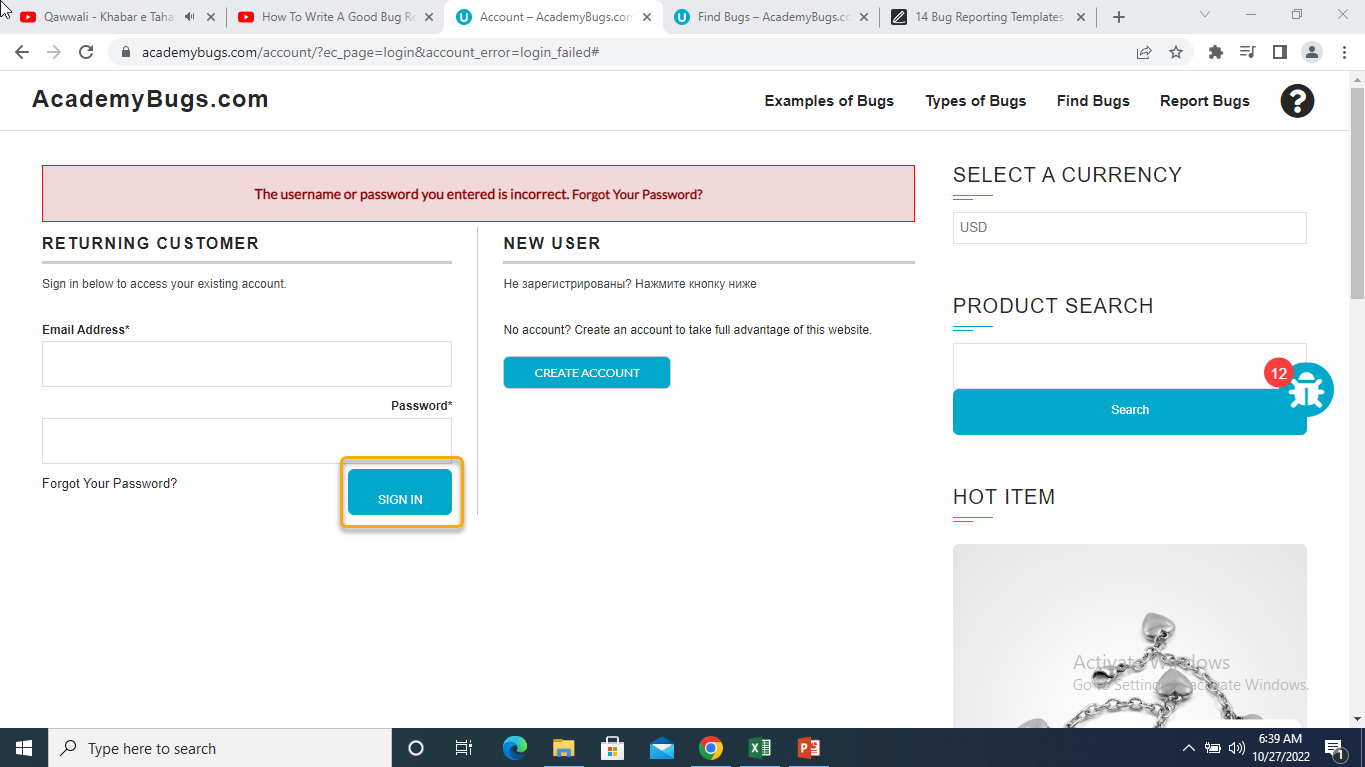 Qawwali - Khabar e Taha
How To Write A Good Bug Re
Account – AcademyBugs.com
Find Bugs – AcademyBugs.co
14 Bug Reporting Templates
academybugs.com/account/?ec_page=login&account_error=login_failed#
AcademyBugs.com
Examples of Bugs
Types of Bugs
Find Bugs
Report Bugs
?
The username or password you entered is incorrect. Forgot Your Password?
RETURNING CUSTOMER
Sign in below to access your existing account.
Email Address*
Password*
Forgot Your Password?
SIGN IN
NEW USER
Не зарегистрированы? Нажмите кнопку ниже
No account? Create an account to take full advantage of this website.
CREATE ACCOUNT
SELECT A CURRENCY
USD
PRODUCT SEARCH
12
Search
HOT ITEM
Activate Windows
Go to Settings to activate Windows.
Type here to search
6:39 AM
10/27/2022
1